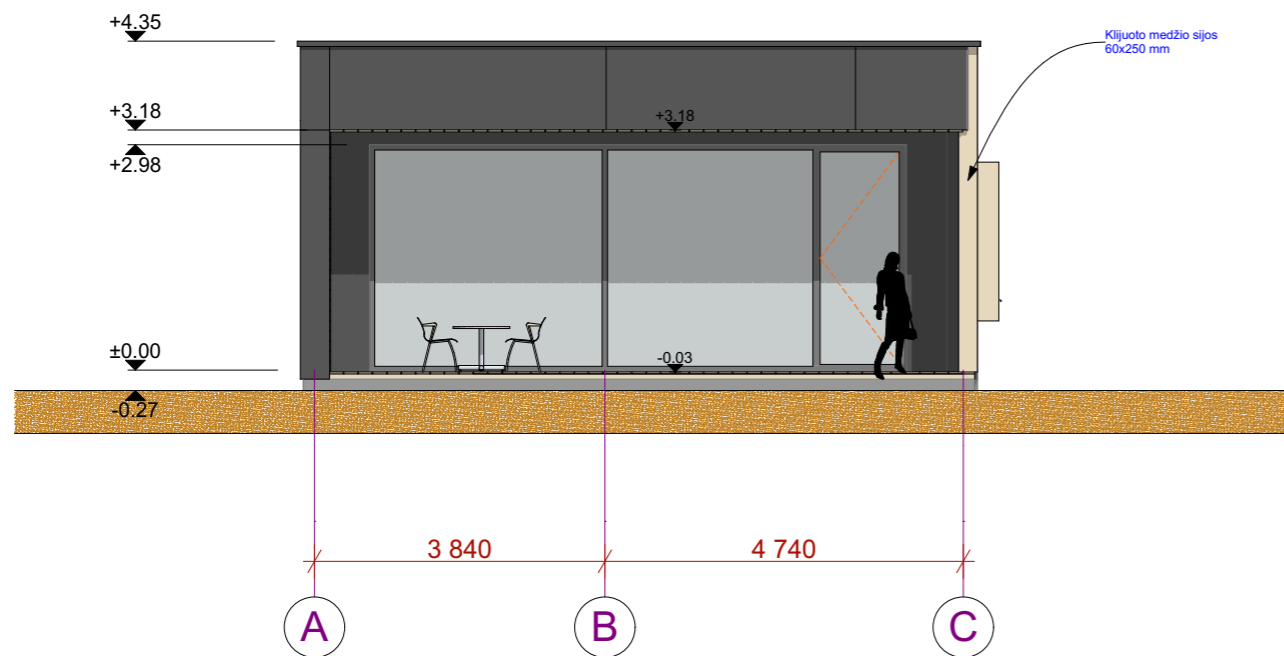 +4.35
Klijuoto medžio sijos
60x250 mm
+3.18
+3.18
+2.98
±0.00
-0.03
-0.27
3 840
4 740
A
B
C